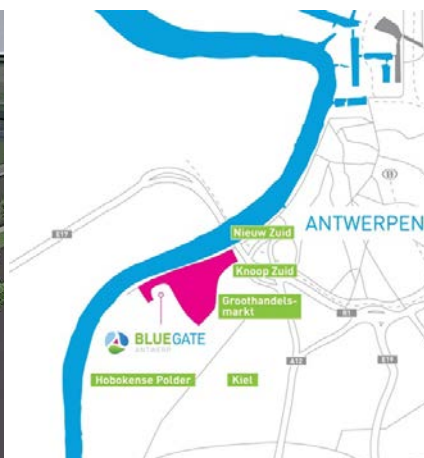 Nieuw Zuid
ANTWERPEN
E17
Knoop Zuid
Groothandels-
markt
R1
BLUEGATE
ANTWERP
A12
E19
Hobokense Polder
Kiel